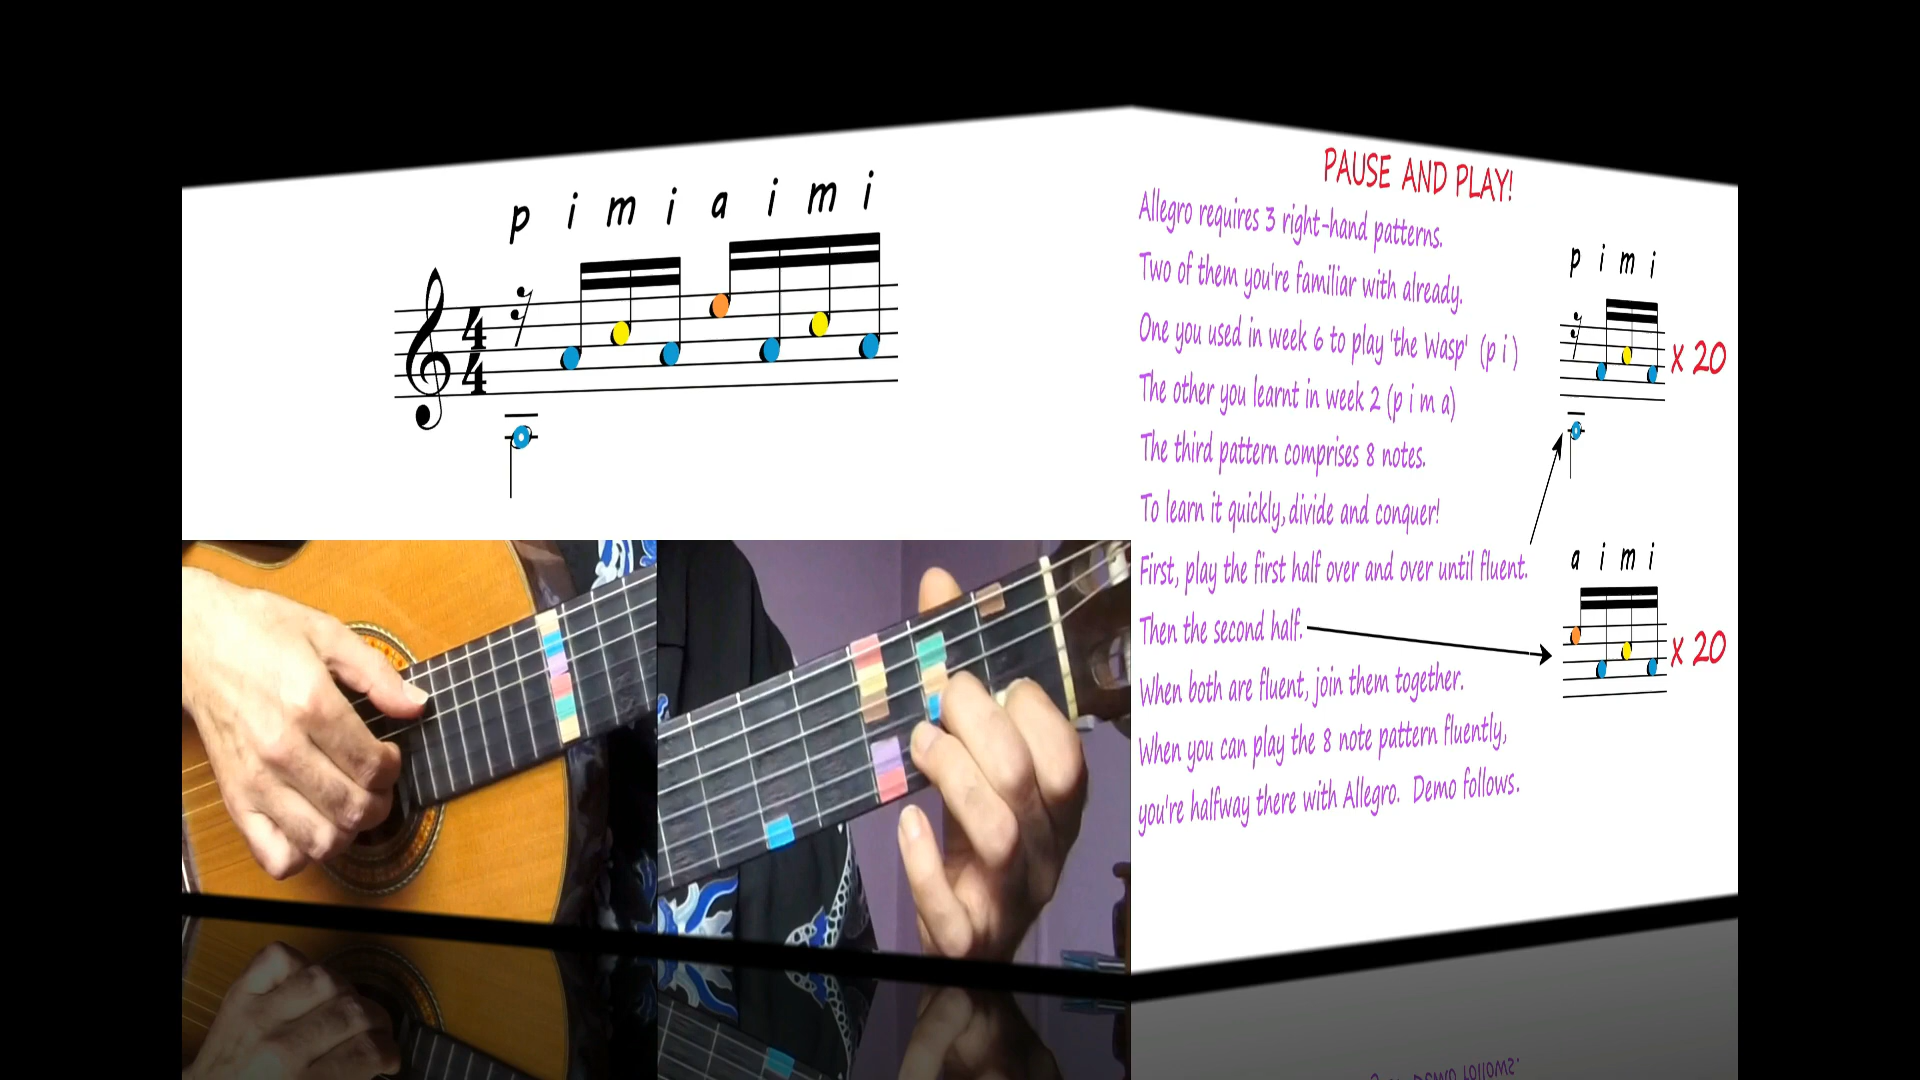 p i m i a i m i
4
4
PAUSE AND PLAY!
Allegro requires 3 right-hand patterns.
Two of them you're familiar with already.
One you used in week 6 to play 'the Wasp' (p i )
The other you learnt in week 2 (p i m a)
The third pattern comprises 8 notes.
To learn it quickly, divide and conquer!
First, play the first half over and over until fluent.
Then the second half.
When both are fluent, join them together.
When you can play the 8 note pattern fluently,
you're halfway there with Allegro. Demo follows.
p i m i
x 20
a i m i
x 20